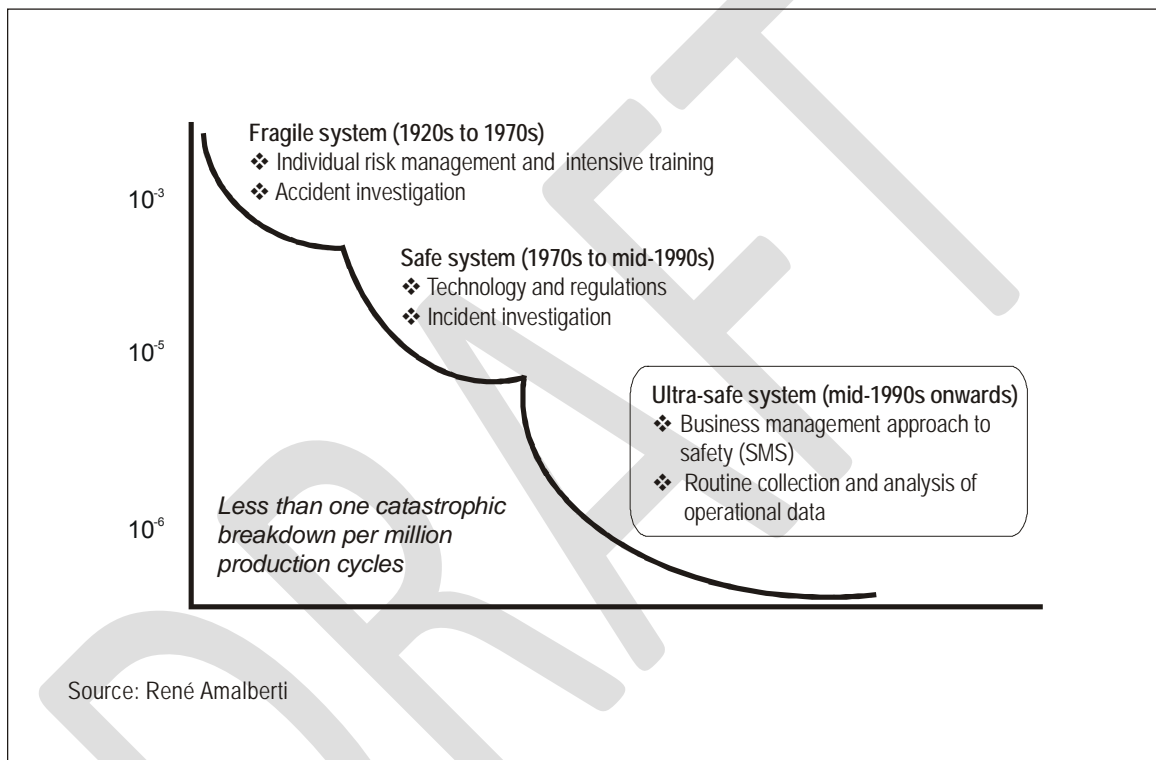 Fragile system (1920s to 1970s)
❖ Individual risk management and intensive training
❖ Accident investigation
10⁻³
Safe system (1970s to mid-1990s)
❖ Technology and regulations
❖ Incident investigation
10⁻⁵
Ultra-safe system (mid-1990s onwards)
❖ Business management approach to
safety (SMS)
❖ Routine collection and analysis of
operational data
10⁻⁶
Less than one catastrophic
breakdown per million
production cycles
Source: René Amalberti
DRAFT